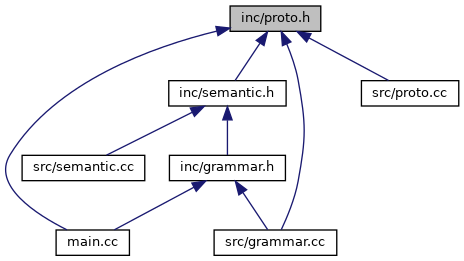 inc/proto.h
inc/semantic.h
src/proto.cc
src/semantic.cc
inc/grammar.h
main.cc
src/grammar.cc